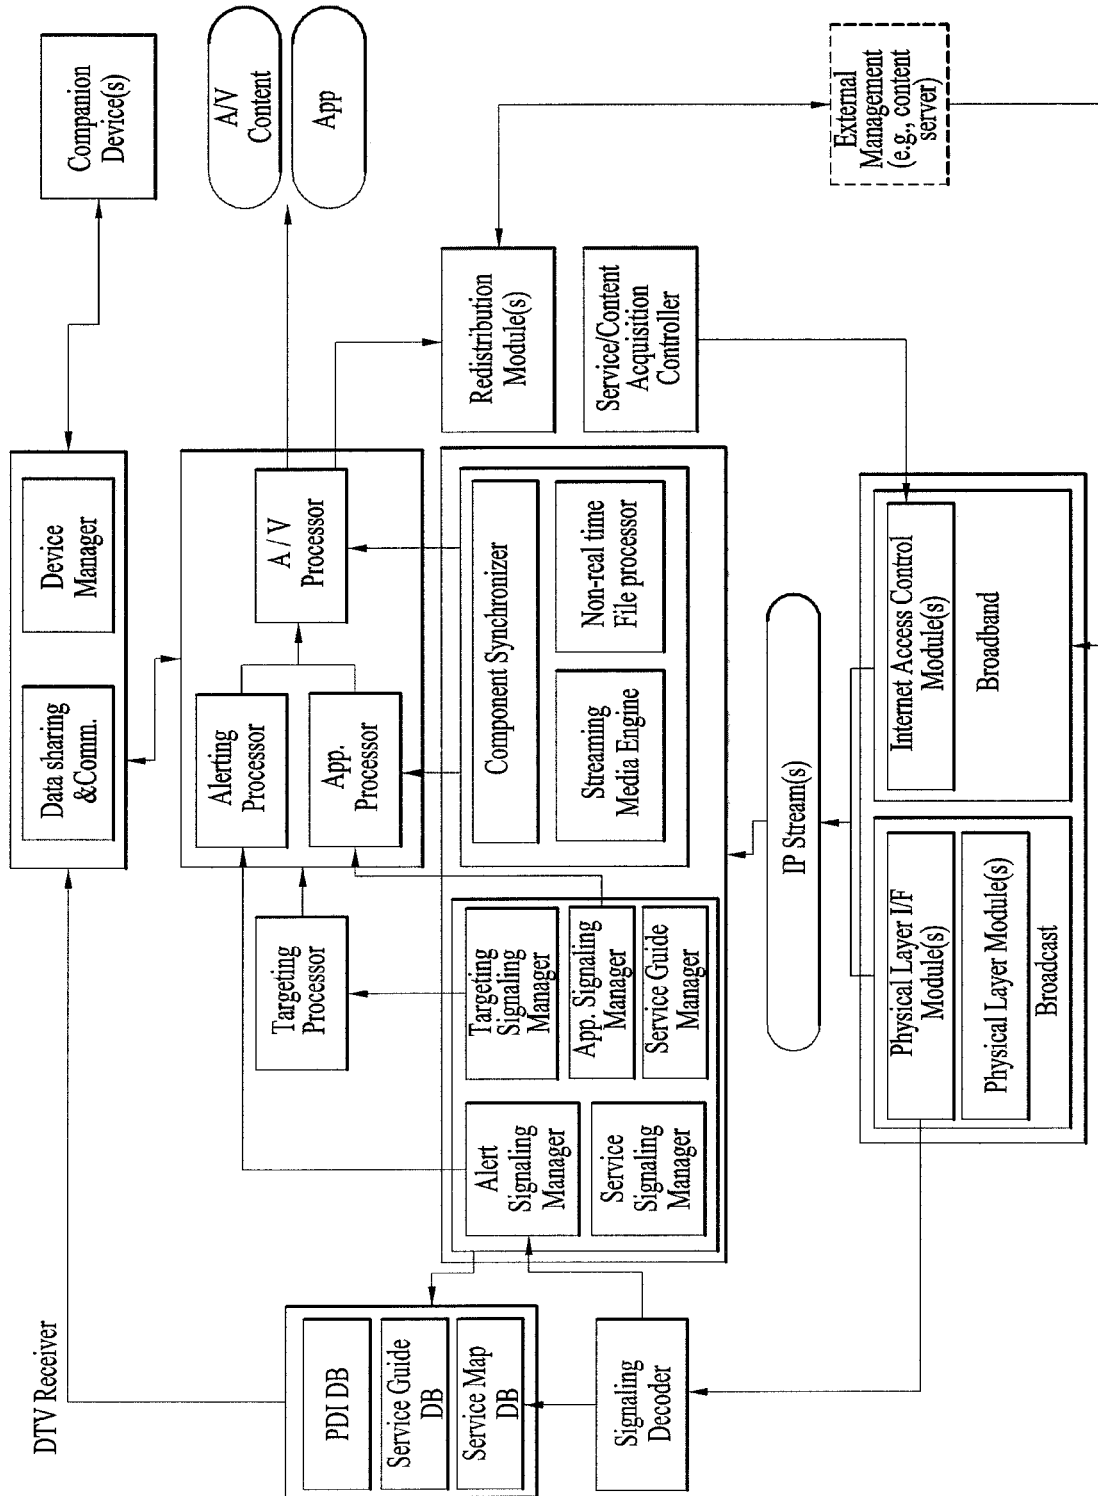 DTV Receiver
PDI DB
Service Guide
DB
Service Map
DB
Signaling
Decoder
Data sharing
&Comm.
Device
Manager
Companion
Device(s)
Targeting
Processor
Alerting
Processor
App.
Processor
A / V
Processor
A/V
Content
App
Alert
Signaling
Manager
Service
Signaling
Manager
Targeting
Signaling
Manager
App. Signaling
Manager
Service Guide
Manager
Component Synchronizer
Streaming
Media Engine
Non-real time
File processor
Redistribution
Module(s)
Service/Content
Acquisition
Controller
IP Stream(s)
Physical Layer I/F
Module(s)
Physical Layer Module(s)
Broadcast
Internet Access Control
Module(s)
Broadband
External
Management
(e.g., content
server)